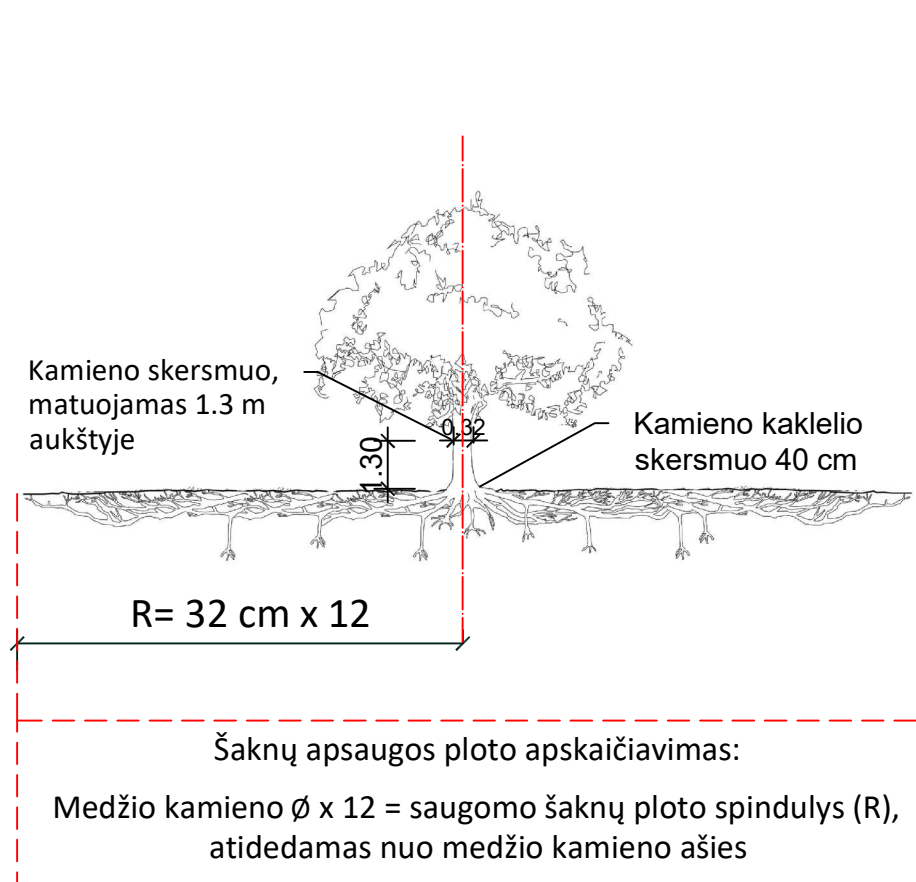 Kamieno skersmuo,
matuojamas 1.3 m
aukštyje
0,32
1.30
Kamieno kaklelio
skersmuo 40 cm
R= 32 cm x 12
Šaknų apsaugos ploto apskaičiavimas:
Medžio kamieno Ø x 12 = saugomo šaknų ploto spindulys (R),
atidedamas nuo medžio kamieno ašies